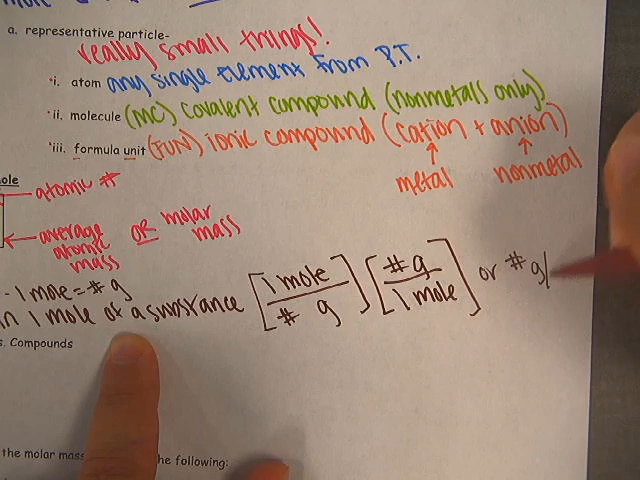 a. representative particle-
really small things!
i. atom any single element from P.T.
ii. molecule (MC) covalent compound (nonmetals only)
iii. formula unit (FUN) ionic compound (cation + anion)
metal nonmetal
ole
atomic #
average atomic mass OR molar mass
- 1 mole = # g
in 1 mole of a substance [1 mole / # g] [# g / 1 mole] or # g/
s. Compounds
the molar mass he following: